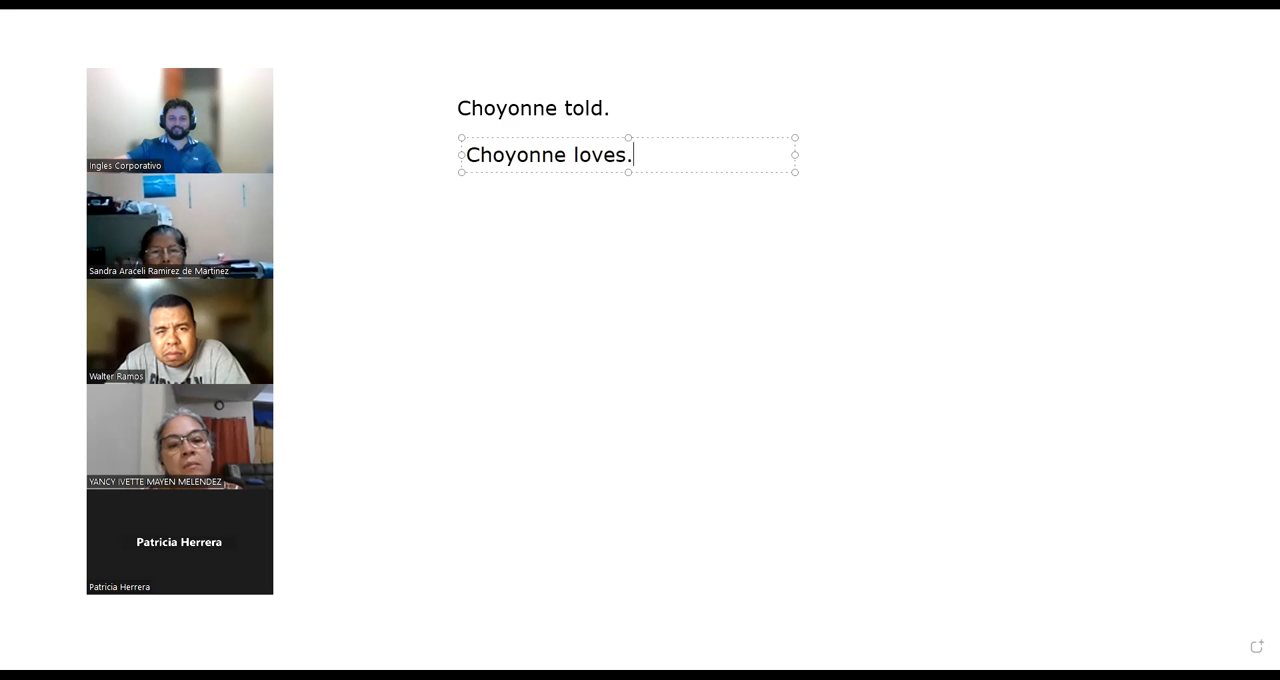 Choyonne told.
Choyonne loves.
Inglés Corporativo
Sandra Araceli Ramirez de Martinez
Walter Ramos
YANCY IVETTE MAYEN MELENDEZ
Patricia Herrera
Patricia Herrera